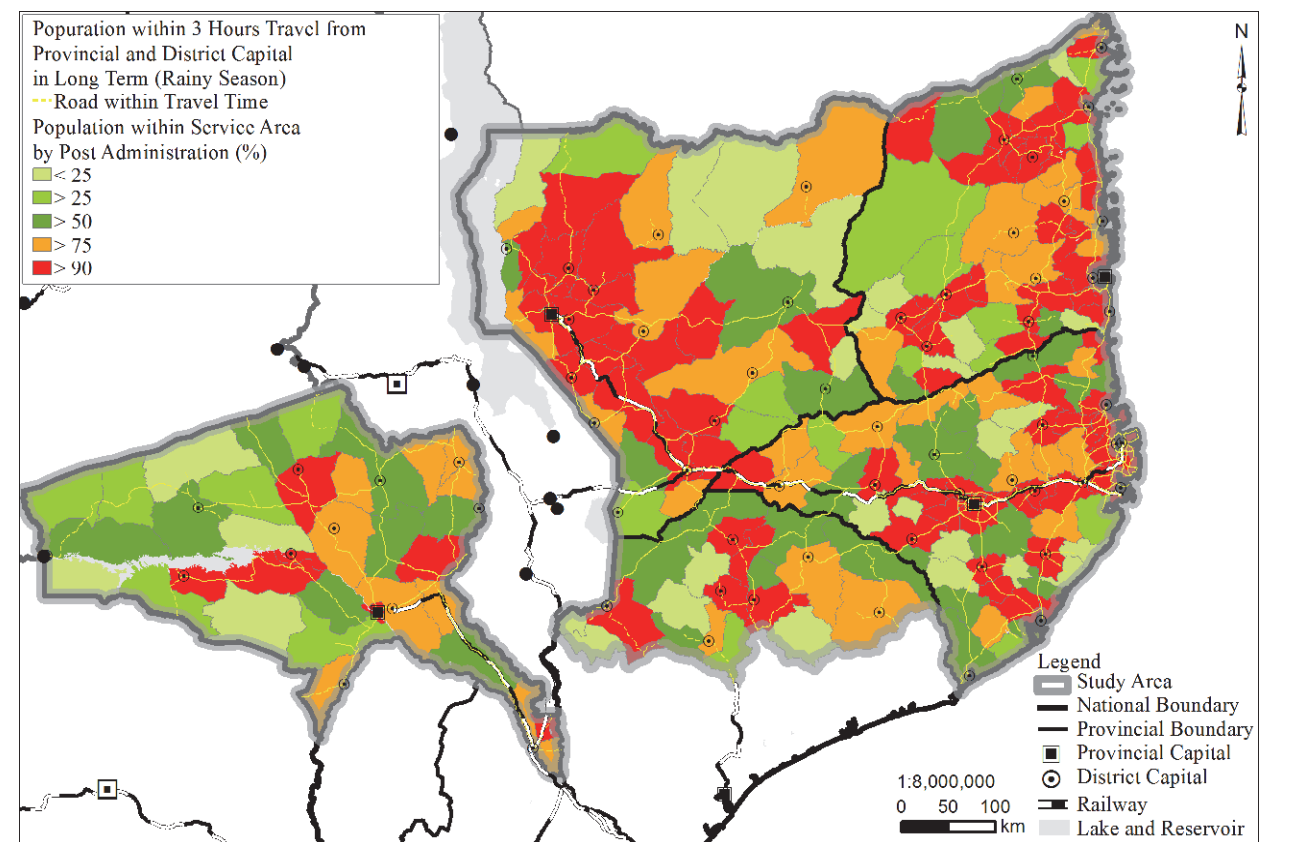 Popuration within 3 Hours Travel from
Provincial and District Capital
in Long Term (Rainy Season)
Road within Travel Time
Population within Service Area
by Post Administration (%)
< 25
> 25
> 50
> 75
> 90
N
Legend
Study Area
National Boundary
Provincial Boundary
Provincial Capital
District Capital
Railway
Lake and Reservoir
1:8,000,000
0 50 100
km